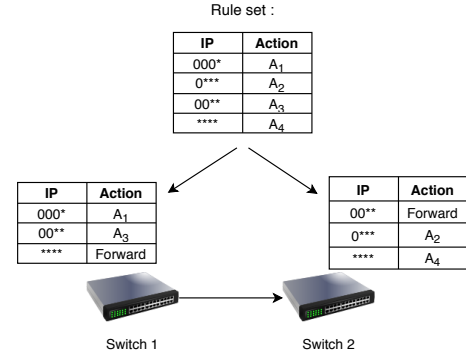 Rule set :
IP Action
000* A1
0*** A2
00** A3
**** A4
IP Action
000* A1
00** A3
**** Forward
IP Action
00** Forward
0*** A2
**** A4
Switch 1
Switch 2